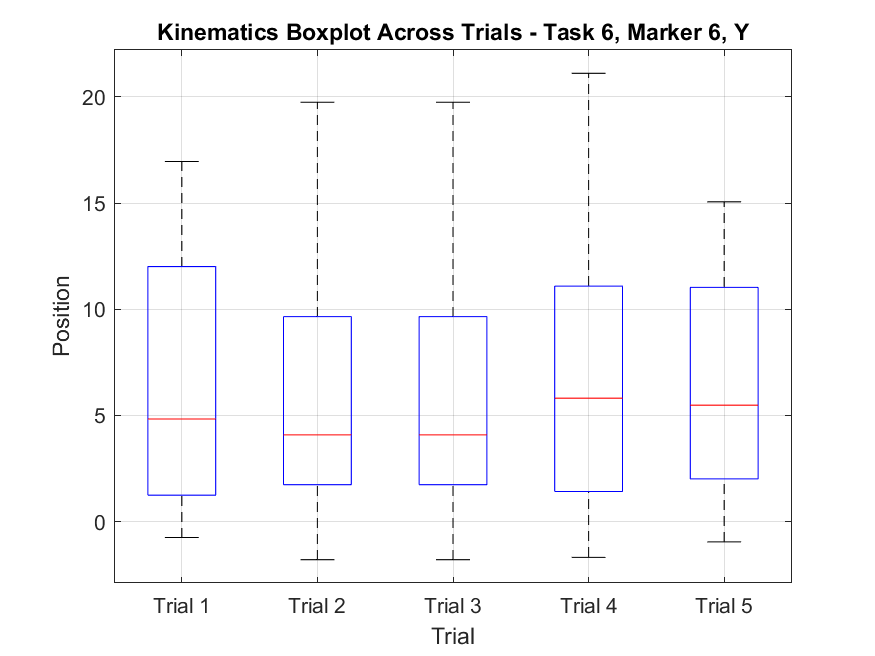 Kinematics Boxplot Across Trials - Task 6, Marker 6, Y
20
15
10
5
0
Position
Trial 1 Trial 2 Trial 3 Trial 4 Trial 5
Trial